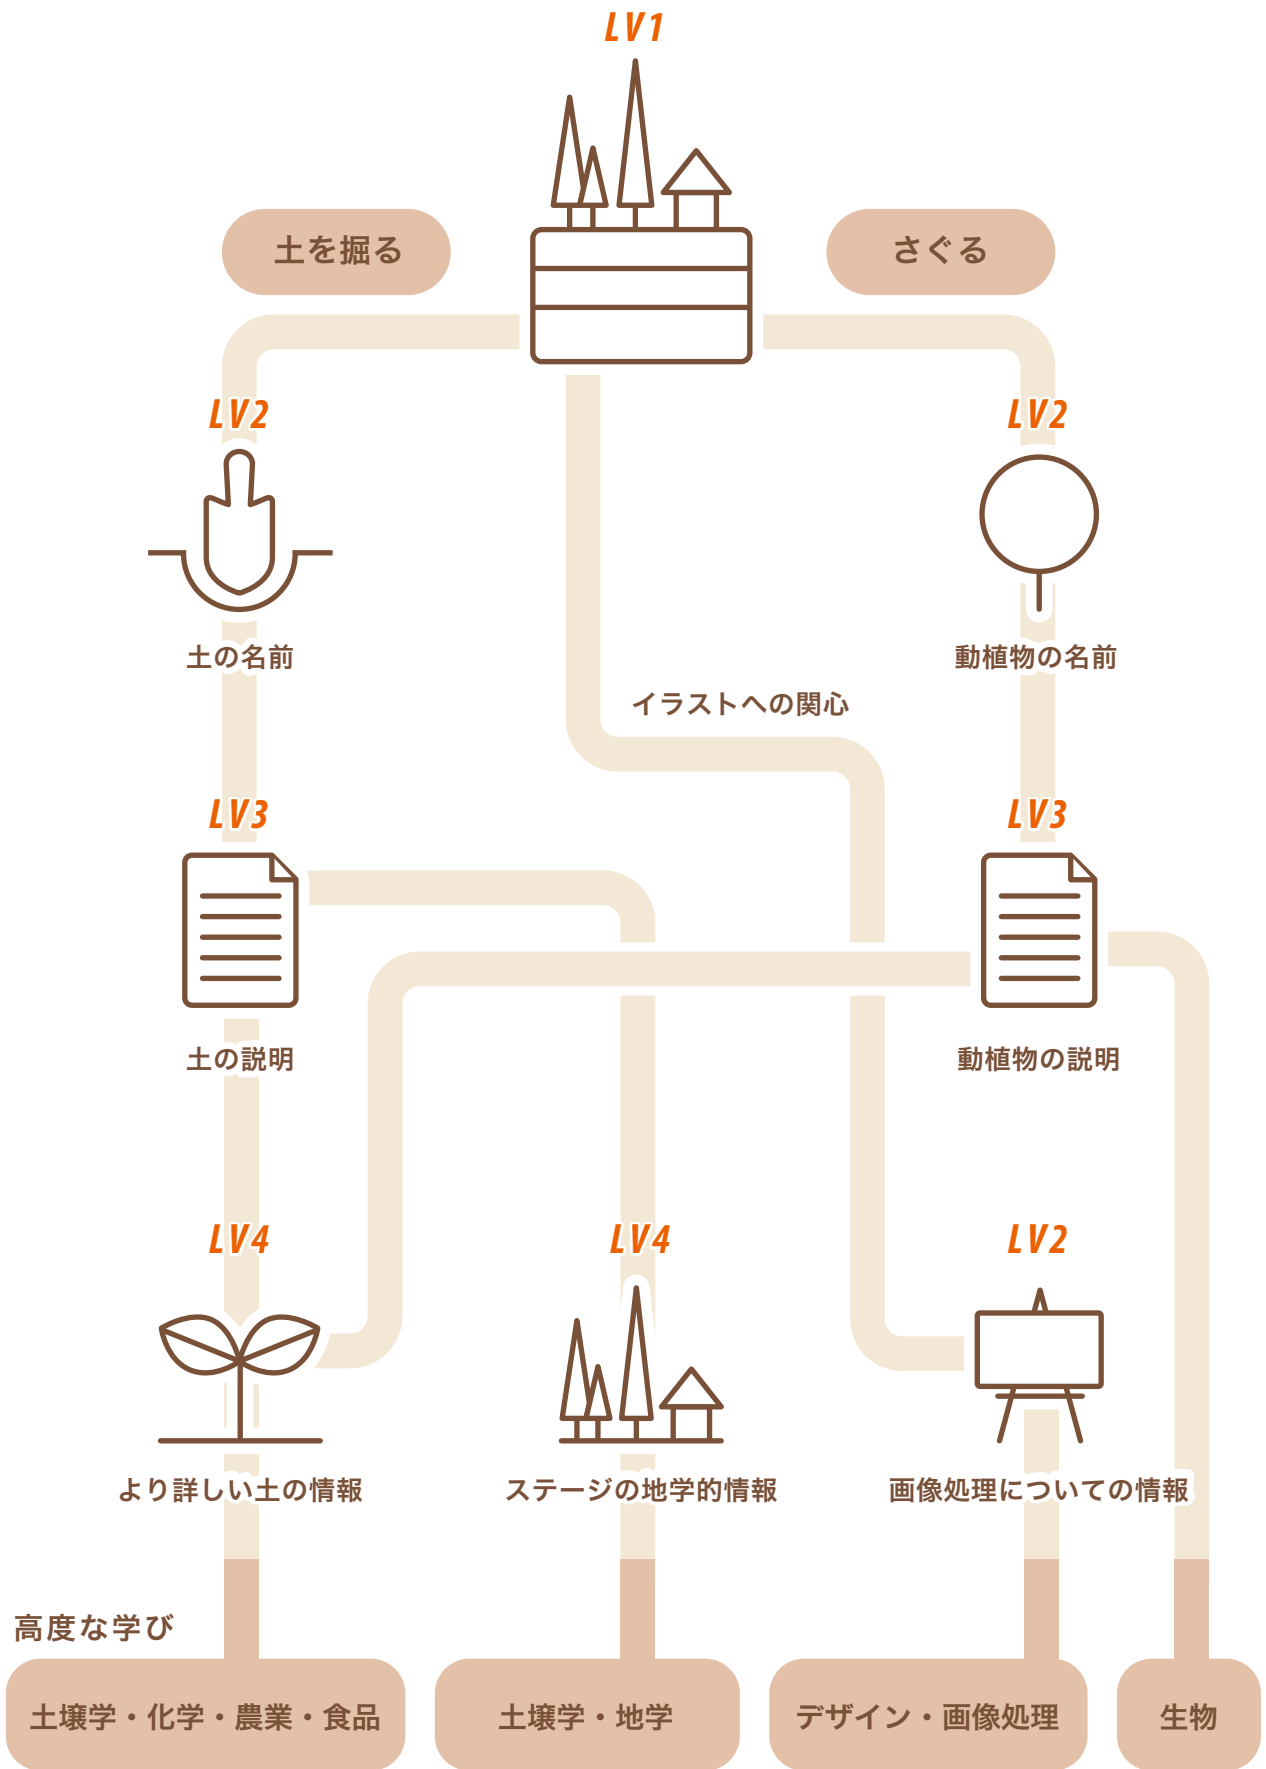 LV1
土を掘る
さぐる
LV2
LV2
土の名前
動植物の名前
イラストへの関心
LV3
LV3
土の説明
動植物の説明
LV4
LV4
LV2
より詳しい土の情報
ステージの地学的情報
画像処理についての情報
高度な学び
土壌学・化学・農業・食品
土壌学・地学
デザイン・画像処理
生物